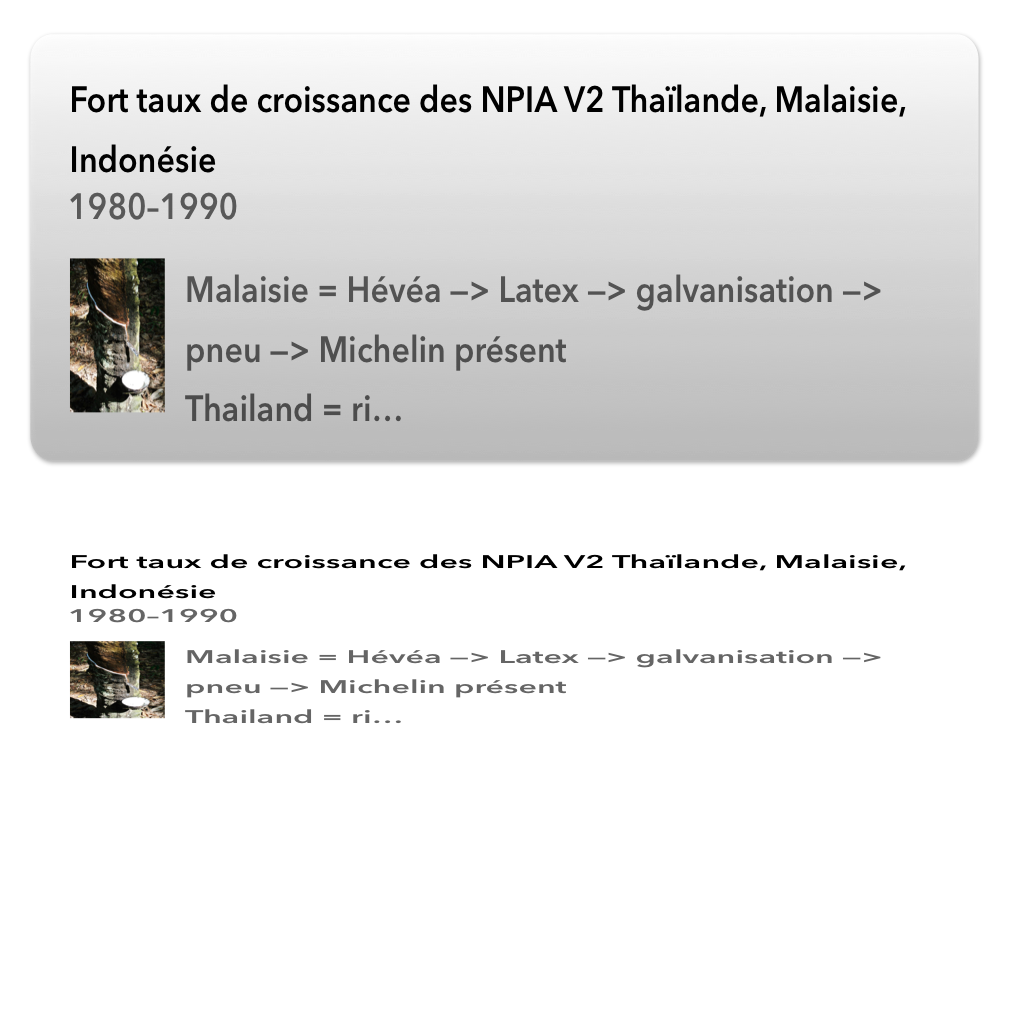 Fort taux de croissance des NPIA V2 Thaïlande, Malaisie,
Indonésie
1980–1990
Malaisie = Hévéa —> Latex —> galvanisation —>
pneu —> Michelin présent
Thailand = ri…
Fort taux de croissance des NPIA V2 Thaïlande, Malaisie,
Indonésie
1980–1990
Malaisie = Hévéa —> Latex —> galvanisation —>
pneu —> Michelin présent
Thailand = ri…